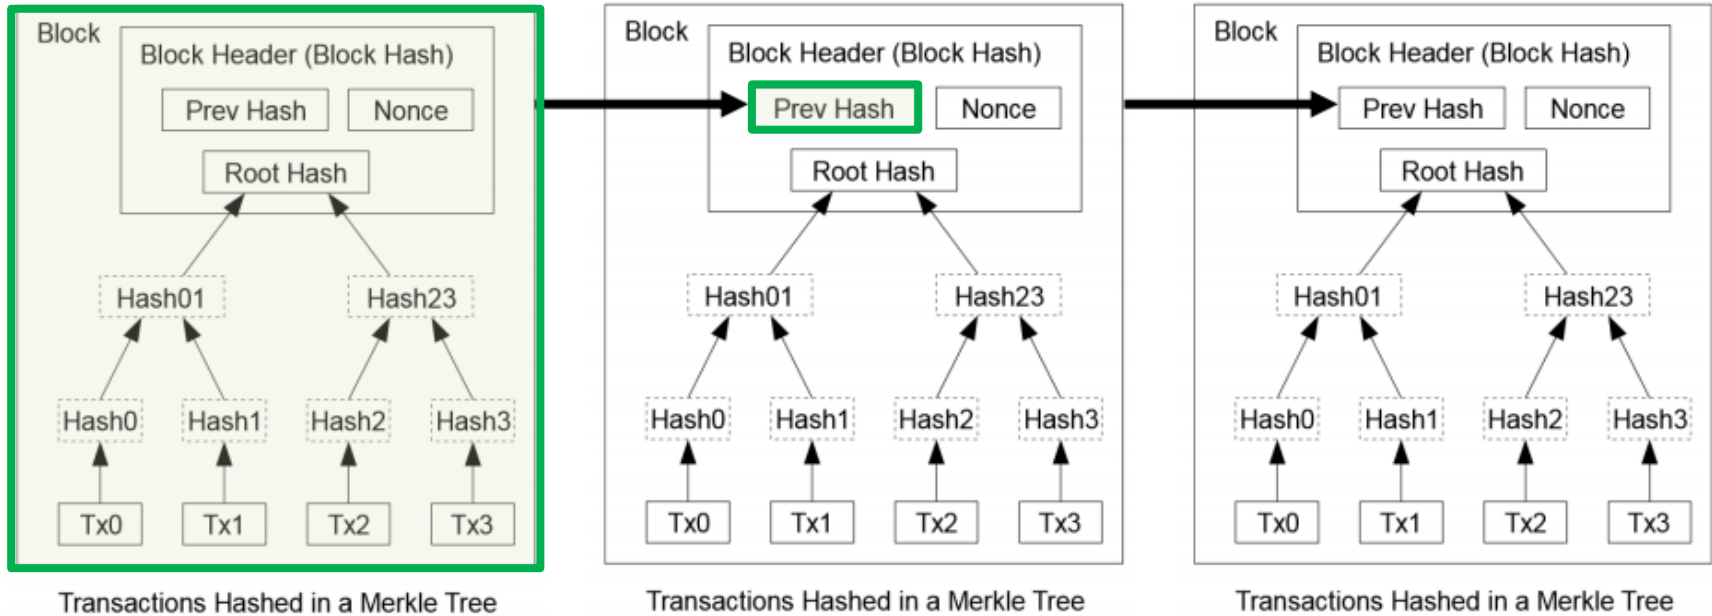 Block
Block Header (Block Hash)
Prev Hash
Nonce
Root Hash
Hash01
Hash23
Hash0
Hash1
Hash2
Hash3
Tx0
Tx1
Tx2
Tx3
Transactions Hashed in a Merkle Tree
Block
Block Header (Block Hash)
Prev Hash
Nonce
Root Hash
Hash01
Hash23
Hash0
Hash1
Hash2
Hash3
Tx0
Tx1
Tx2
Tx3
Transactions Hashed in a Merkle Tree
Block
Block Header (Block Hash)
Prev Hash
Nonce
Root Hash
Hash01
Hash23
Hash0
Hash1
Hash2
Hash3
Tx0
Tx1
Tx2
Tx3
Transactions Hashed in a Merkle Tree